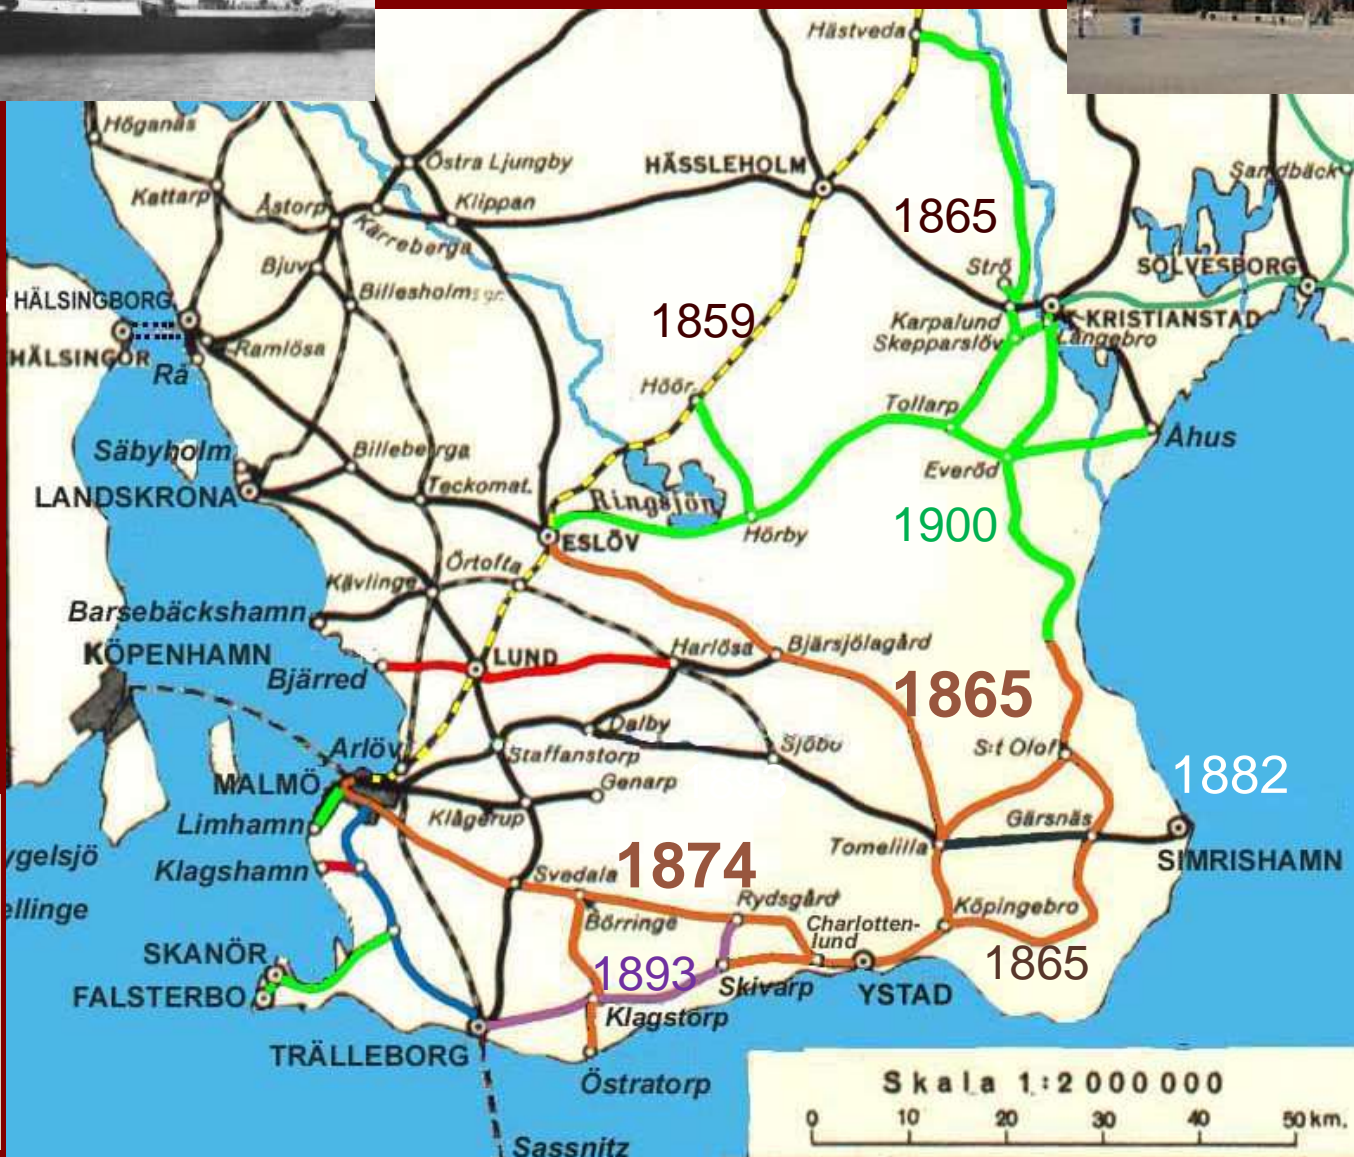 Hästveda
Höganäs
Östra Ljungby
HÄSSLEHOLM
Sandbäck
Kattarp
Åstorp
Klippan
1865
Kärreberga
Bjuv
Strö
SÖLVESBORG
HÄLSINGBORG
Billesholmsgr.
1859
Karpalund
KRISTIANSTAD
HÄLSINGÖR
Ramlösa
Skepparslöv
Långebro
Rå
Höör
Tollarp
Åhus
Säbyholm
Billeberga
Everöd
LANDSKRONA
Teckomat.
Ringsjön
1900
Hörby
ESLÖV
Örtofta
Kävlinge
Barsebäckshamn
KÖPENHAMN
LUND
Harlösa
Bjärsjölagård
Bjärred
1865
Dalby
Arlöv
Staffanstorp
Sjöbo
S:t Olof
MALMÖ
Genarp
1882
Limhamn
Klågerup
Gärsnäs
Tomelilla
ygelsjö
Klagshamn
Svedala
1874
SIMRISHAMN
ellinge
Börringe
Rydsgård
Charlotten-
lund
Köpingebro
SKANÖR
1893
1865
FALSTERBO
Skivarp
YSTAD
Klagstorp
TRÄLLEBORG
Östratorp
Skala 1:2 000 000
0 10 20 30 40 50 km.
Sassnitz